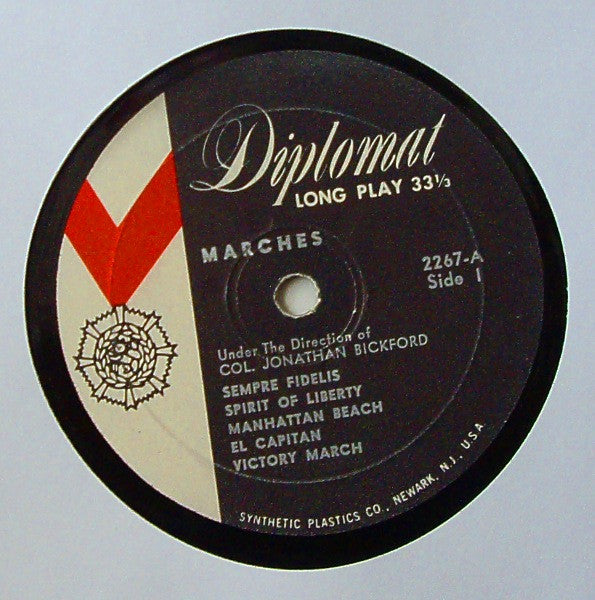 Diplomat
LONG PLAY 33⅓
MARCHES
2267-A
Side 1
Under The Direction of
COL. JONATHAN BICKFORD
SEMPRE FIDELIS
SPIRIT OF LIBERTY
MANHATTAN BEACH
EL CAPITAN
VICTORY MARCH
SYNTHETIC PLASTICS CO., NEWARK, N.J., U.S.A